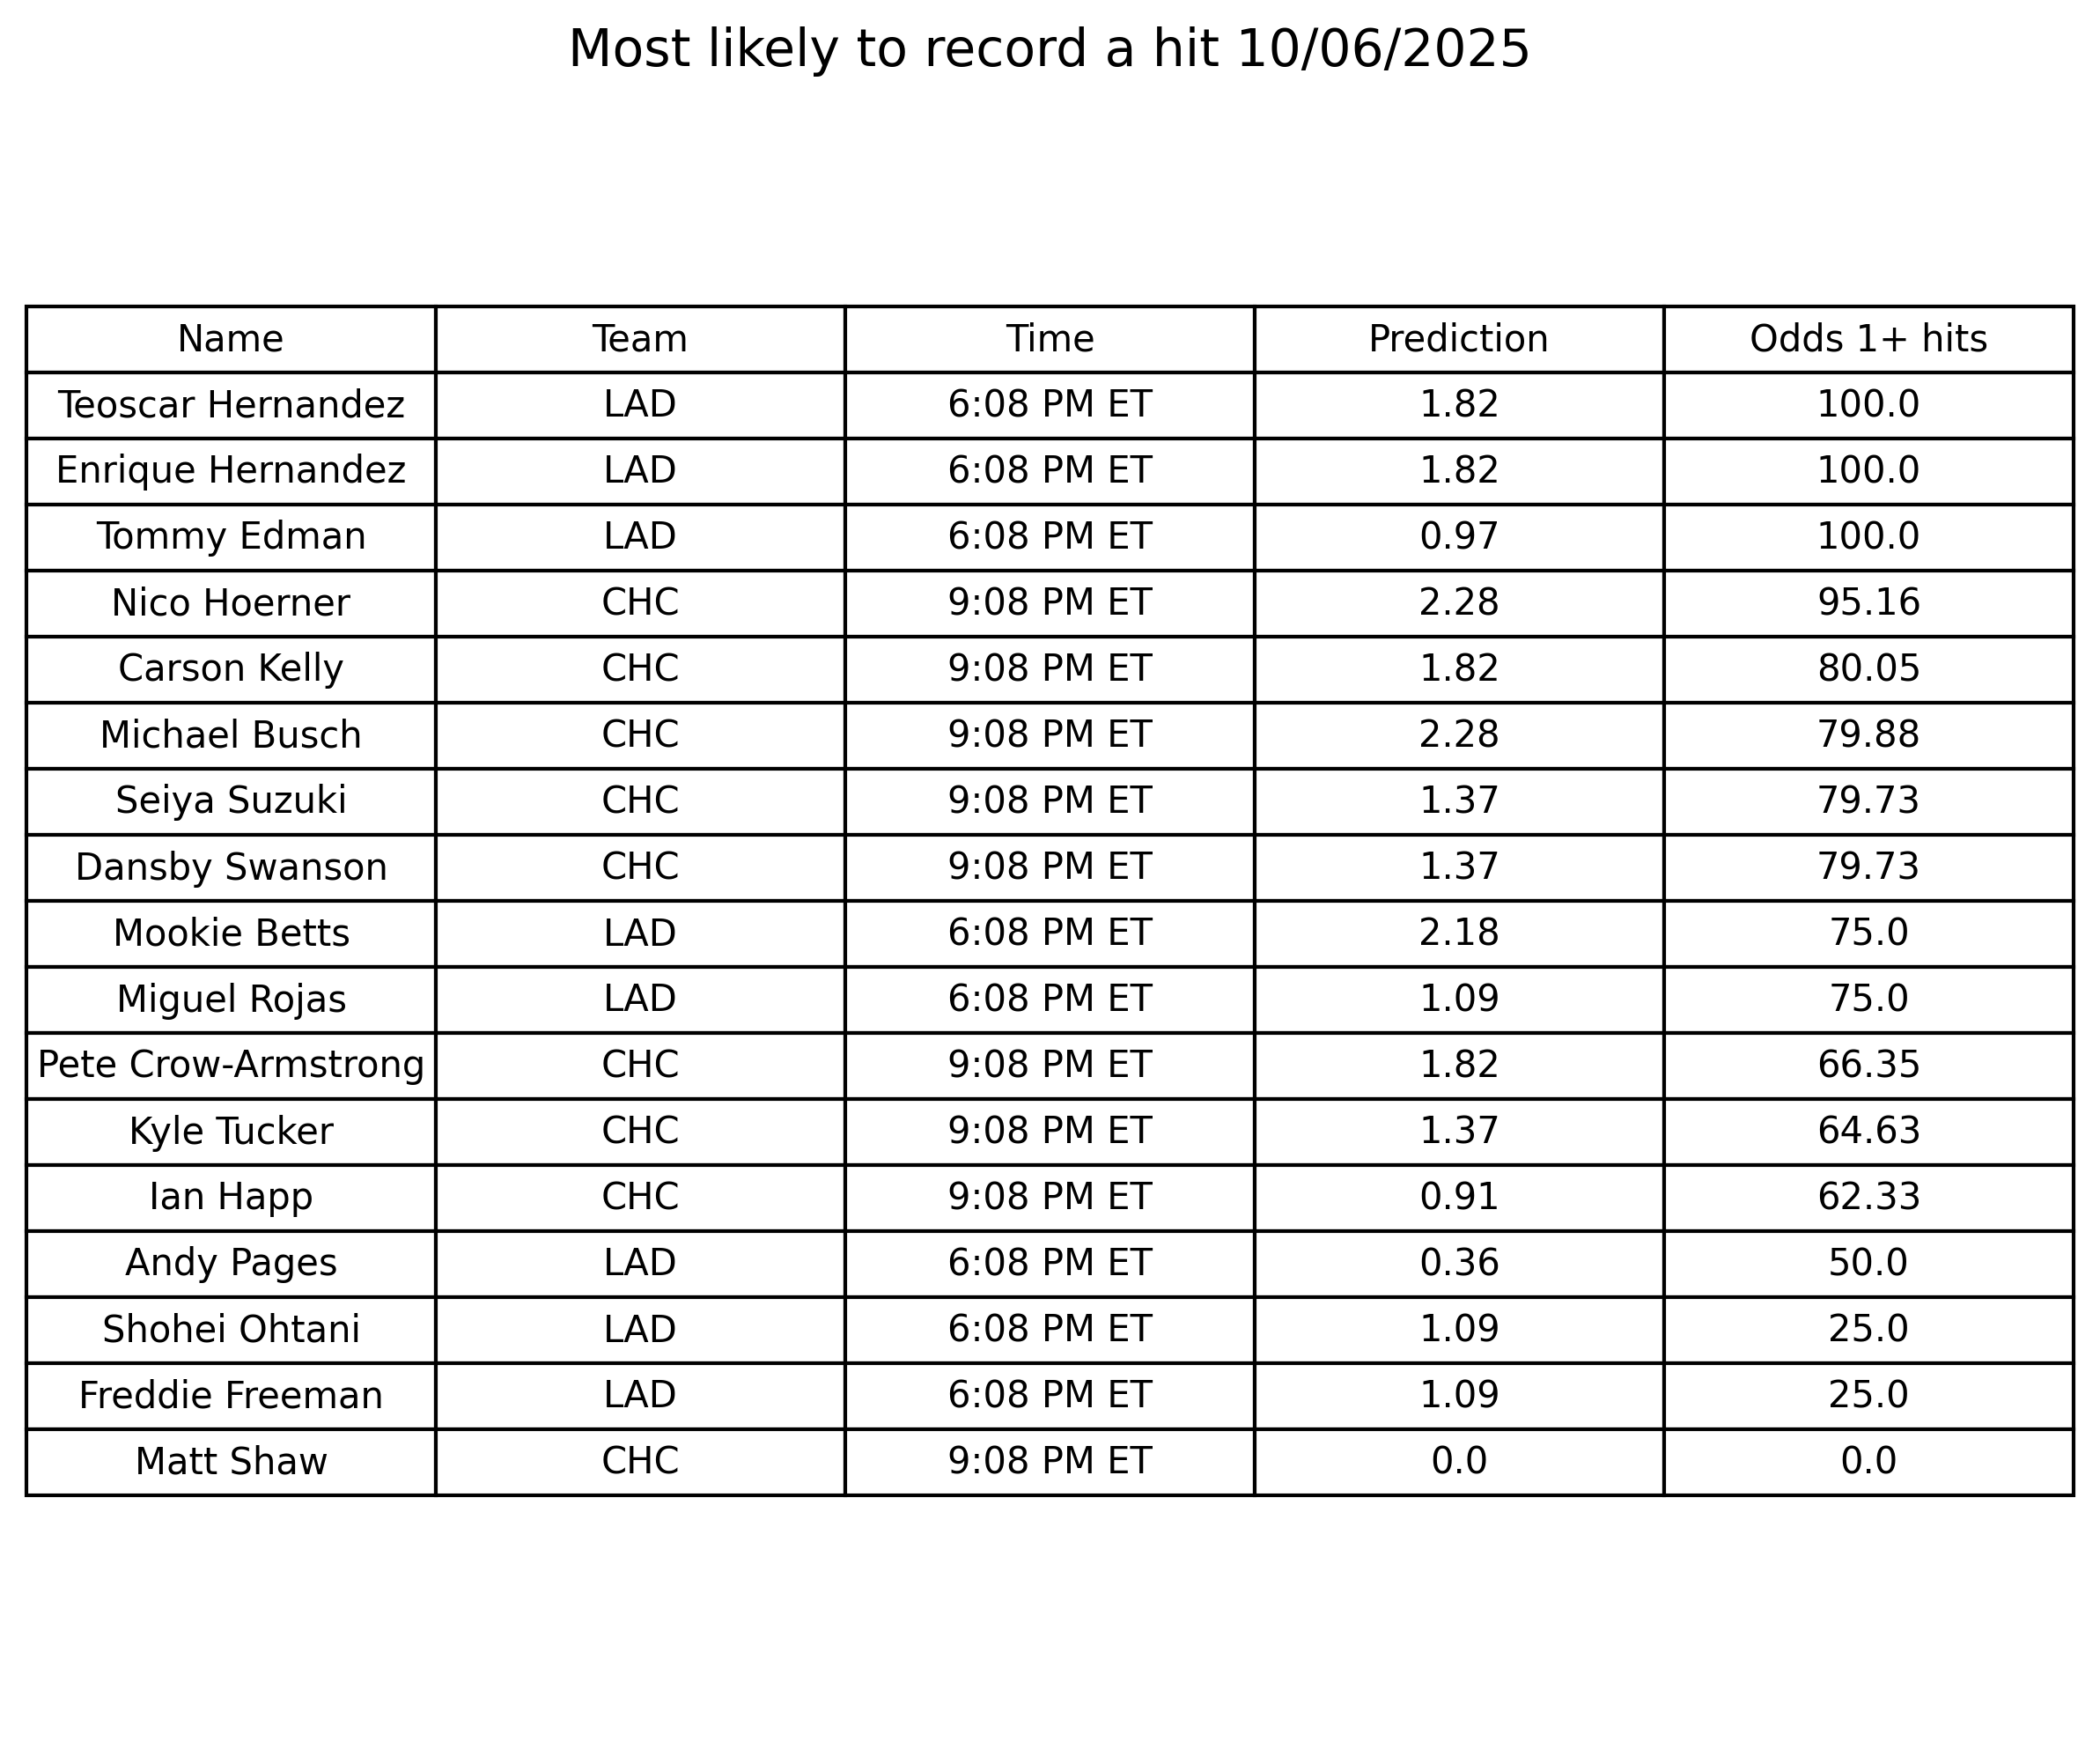 Most likely to record a hit 10/06/2025
Name Team Time Prediction Odds 1+ hits
Teoscar Hernandez LAD 6:08 PM ET 1.82 100.0
Enrique Hernandez LAD 6:08 PM ET 1.82 100.0
Tommy Edman LAD 6:08 PM ET 0.97 100.0
Nico Hoerner CHC 9:08 PM ET 2.28 95.16
Carson Kelly CHC 9:08 PM ET 1.82 80.05
Michael Busch CHC 9:08 PM ET 2.28 79.88
Seiya Suzuki CHC 9:08 PM ET 1.37 79.73
Dansby Swanson CHC 9:08 PM ET 1.37 79.73
Mookie Betts LAD 6:08 PM ET 2.18 75.0
Miguel Rojas LAD 6:08 PM ET 1.09 75.0
Pete Crow-Armstrong CHC 9:08 PM ET 1.82 66.35
Kyle Tucker CHC 9:08 PM ET 1.37 64.63
Ian Happ CHC 9:08 PM ET 0.91 62.33
Andy Pages LAD 6:08 PM ET 0.36 50.0
Shohei Ohtani LAD 6:08 PM ET 1.09 25.0
Freddie Freeman LAD 6:08 PM ET 1.09 25.0
Matt Shaw CHC 9:08 PM ET 0.0 0.0